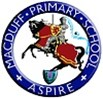 MACDUFF · PRIMARY · SCHOOL
ASPIRE